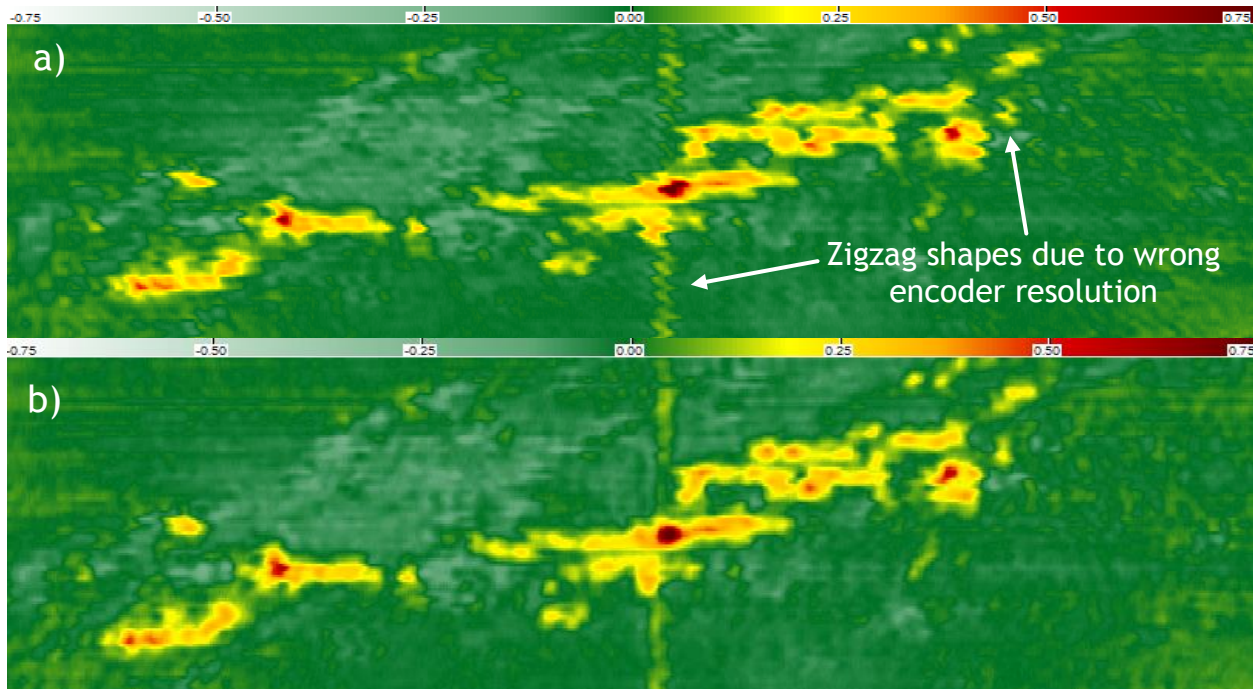 -0.75 -0.50 -0.25 0.00 0.25 0.50 0.75
a)
Zigzag shapes due to wrong
encoder resolution
-0.75 -0.50 -0.25 0.00 0.25 0.50 0.75
b)